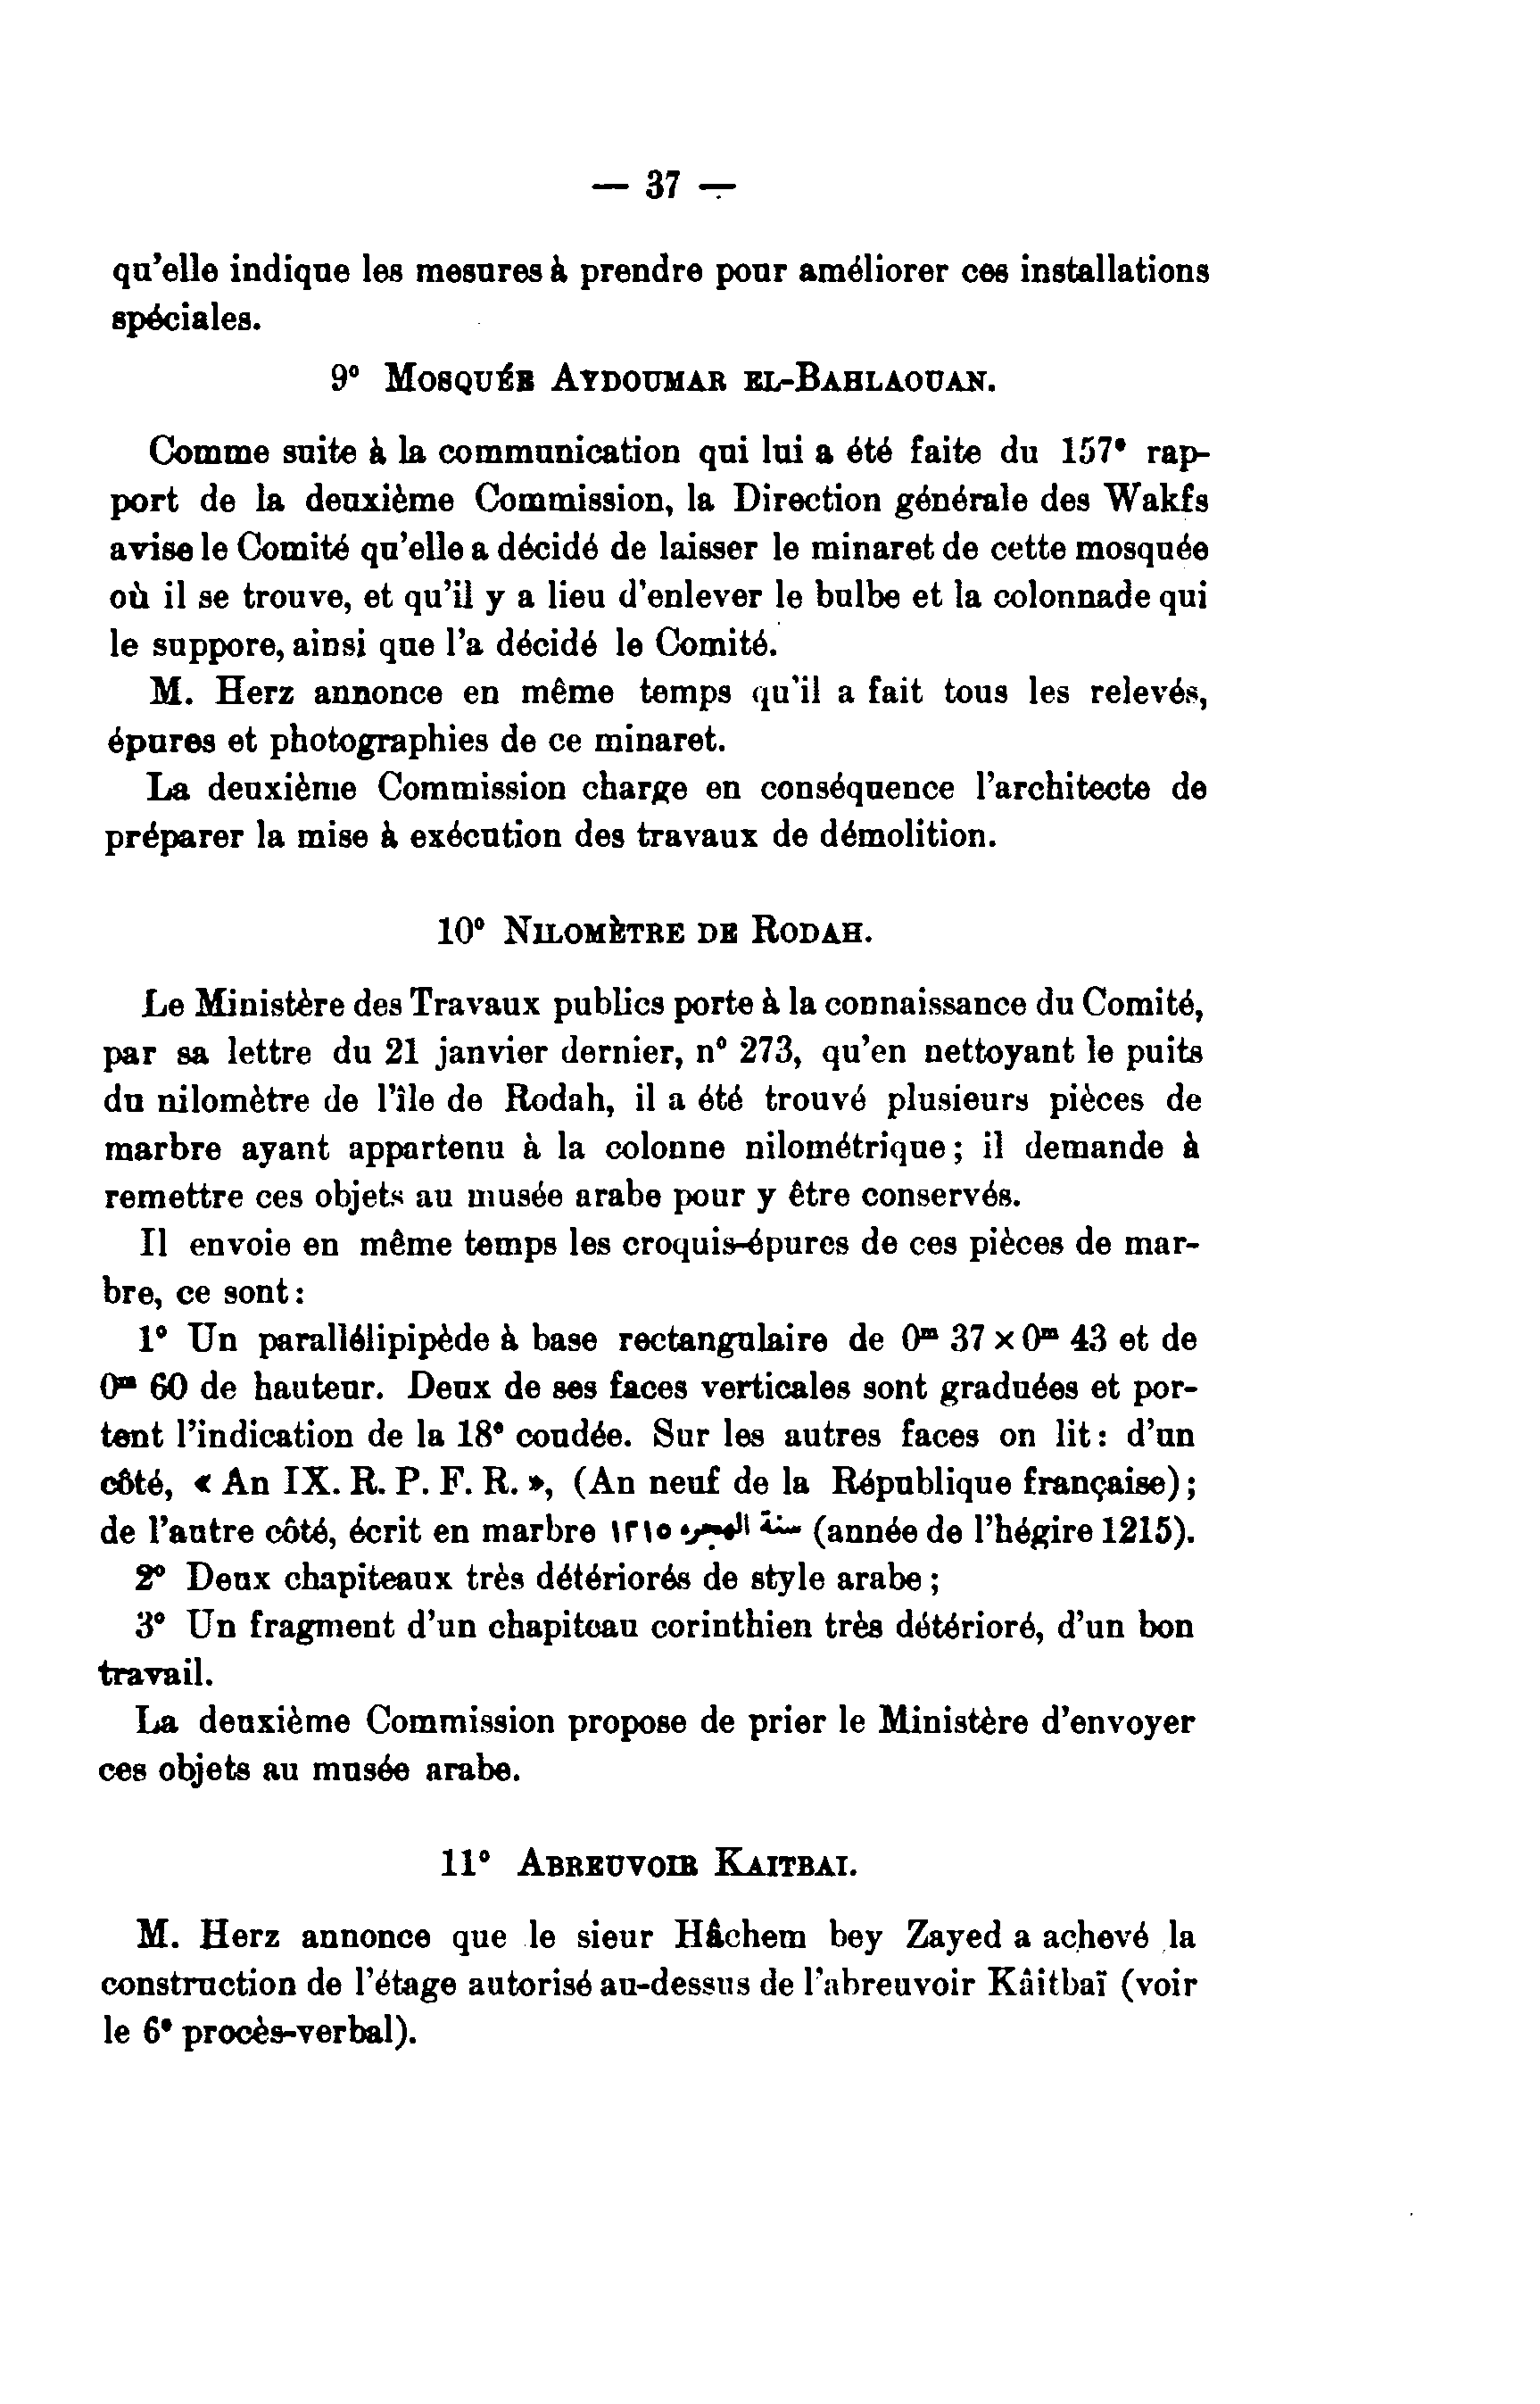 — 37 —
qu'elle indique les mesures à prendre pour améliorer ces installations
spéciales.
9° MOSQUÉE AYDOUMAR EL-BAHLAOUAN.
Comme suite à la communication qui lui a été faite du 157e rap-
port de la deuxième Commission, la Direction générale des Wakfs
avise le Comité qu'elle a décidé de laisser le minaret de cette mosquée
où il se trouve, et qu'il y a lieu d'enlever le bulbe et la colonnade qui
le suppore, ainsi que l'a décidé le Comité.
M. Herz annonce en même temps qu'il a fait tous les relevés,
épures et photographies de ce minaret.
La deuxième Commission charge en conséquence l'architecte de
préparer la mise à exécution des travaux de démolition.
10° NILOMÈTRE DE RODAH.
Le Ministère des Travaux publics porte à la connaissance du Comité,
par sa lettre du 21 janvier dernier, n° 273, qu'en nettoyant le puits
du nilomètre de l'île de Rodah, il a été trouvé plusieurs pièces de
marbre ayant appartenu à la colonne nilométrique; il demande à
remettre ces objets au musée arabe pour y être conservés.
Il envoie en même temps les croquis-épures de ces pièces de mar-
bre, ce sont:
1° Un parallélipipède à base rectangulaire de 0m 37 x 0m 43 et de
0m 60 de hauteur. Deux de ses faces verticales sont graduées et por-
tent l'indication de la 18e coudée. Sur les autres faces on lit: d'un
côté, « An IX. R. P. F. R. », (An neuf de la République française);
de l'autre côté, écrit en marbre سنة الهجره ١٢١٥ (année de l'hégire 1215).
2° Deux chapiteaux très détériorés de style arabe;
3° Un fragment d'un chapiteau corinthien très détérioré, d'un bon
travail.
La deuxième Commission propose de prier le Ministère d'envoyer
ces objets au musée arabe.
11° ABREUVOIR KAITBAI.
M. Herz annonce que le sieur Hâchem bey Zayed a achevé la
construction de l'étage autorisé au-dessus de l'abreuvoir Kâitbaï (voir
le 6e procès-verbal).